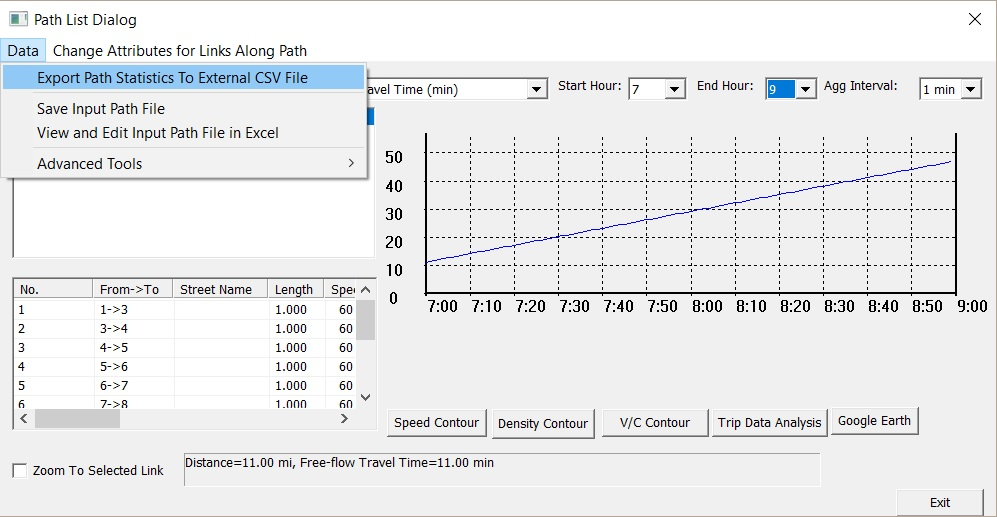 Path List Dialog
Data Change Attributes for Links Along Path
Export Path Statistics To External CSV File
Save Input Path File
View and Edit Input Path File in Excel
Advanced Tools
avel Time (min) Start Hour: 7 End Hour: 9 Agg Interval: 1 min
50
40
30
20
10
0
7:00 7:10 7:20 7:30 7:40 7:50 8:00 8:10 8:20 8:30 8:40 8:50 9:00
No. From->To Street Name Length Spee
1 1->3 1.000 60
2 3->4 1.000 60
3 4->5 1.000 60
4 5->6 1.000 60
5 6->7 1.000 60
6 7->8 1.000 60
Speed Contour Density Contour V/C Contour Trip Data Analysis Google Earth
Zoom To Selected Link
Distance=11.00 mi, Free-flow Travel Time=11.00 min
Exit